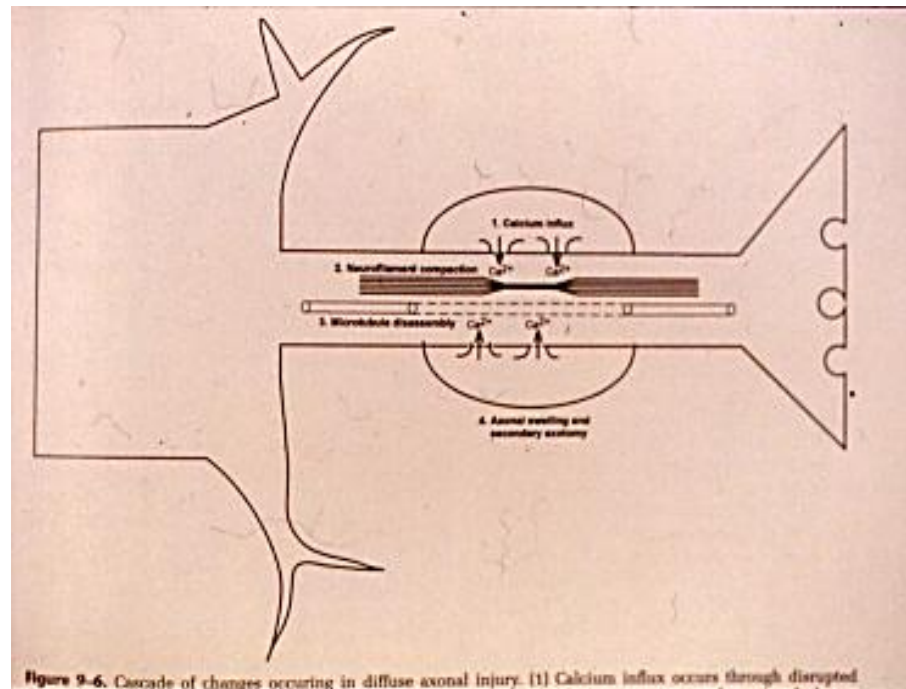 1. Calcium influx
2. Neurofilament compaction
Ca2+ Ca2+
3. Microtubule disassembly
Ca2+ Ca2+
4. Axonal swelling and
secondary axotomy
Figure 9-6. Cascade of changes occuring in diffuse axonal injury. (1) Calcium influx occurs through disrupted